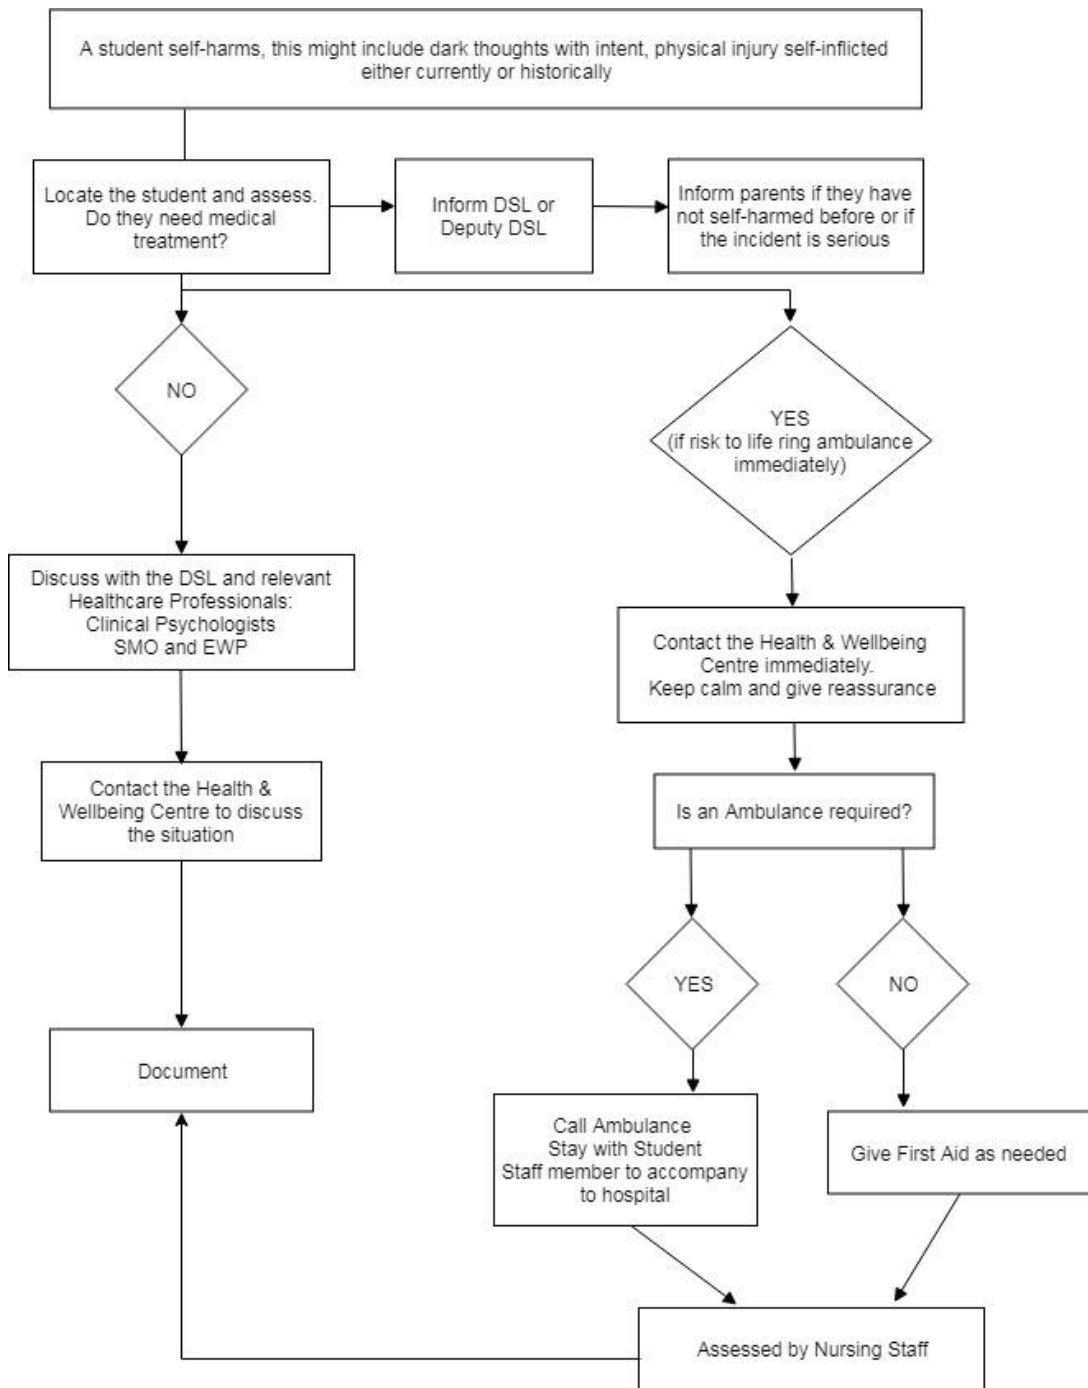 A student self-harms, this might include dark thoughts with intent, physical injury self-inflicted
either currently or historically
Locate the student and assess.
Do they need medical
treatment?
Inform DSL or
Deputy DSL
Inform parents if they have
not self-harmed before or if
the incident is serious
NO
YES
(if risk to life ring ambulance
immediately)
Discuss with the DSL and relevant
Healthcare Professionals:
Clinical Psychologists
SMO and EWP
Contact the Health & Wellbeing
Centre immediately.
Keep calm and give reassurance
Contact the Health &
Wellbeing Centre to discuss
the situation
Is an Ambulance required?
YES
NO
Document
Call Ambulance
Stay with Student
Staff member to accompany
to hospital
Give First Aid as needed
Assessed by Nursing Staff